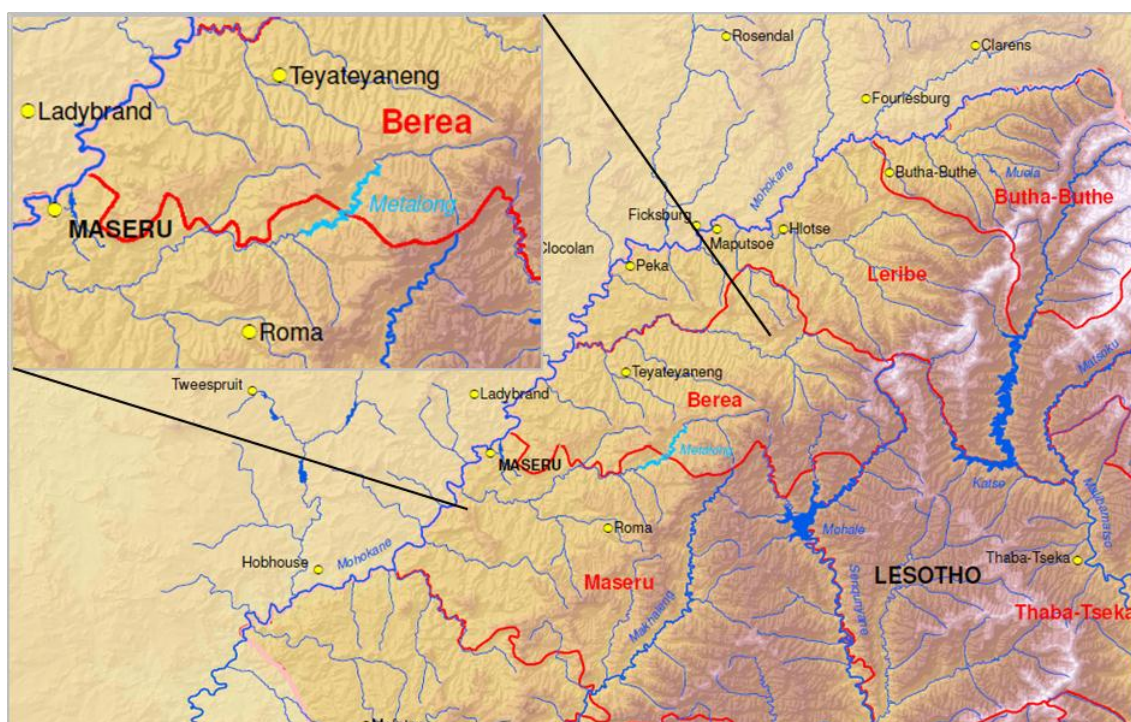 Teyateyaneng
Ladybrand
Berea
Metalong
MASERU
Roma
Rosendal
Clarens
Fouriesburg
Butha-Buthe
Muela
Butha-Buthe
Mohokane
Ficksburg
Maputsoe
Hlotse
Clocolan
Peka
Leribe
Matsoku
Tweespruit
Ladybrand
Teyateyaneng
Berea
MASERU
Metalong
Katse
Malibamatso
Roma
Mohale
Hobhouse
Mohokane
Maseru
Makhaleng
Senqunyane
LESOTHO
Thaba-Tseka
Thaba-Tseka